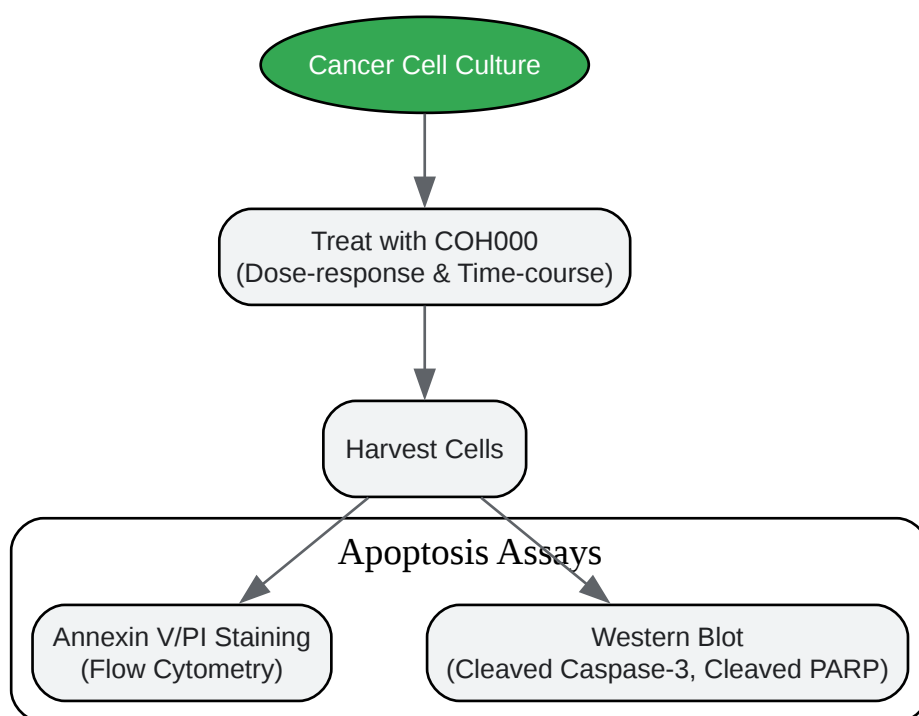 Cancer Cell Culture
Treat with COH000
(Dose-response & Time-course)
Harvest Cells
Apoptosis Assays
Annexin V/PI Staining
(Flow Cytometry)
Western Blot
(Cleaved Caspase-3, Cleaved PARP)